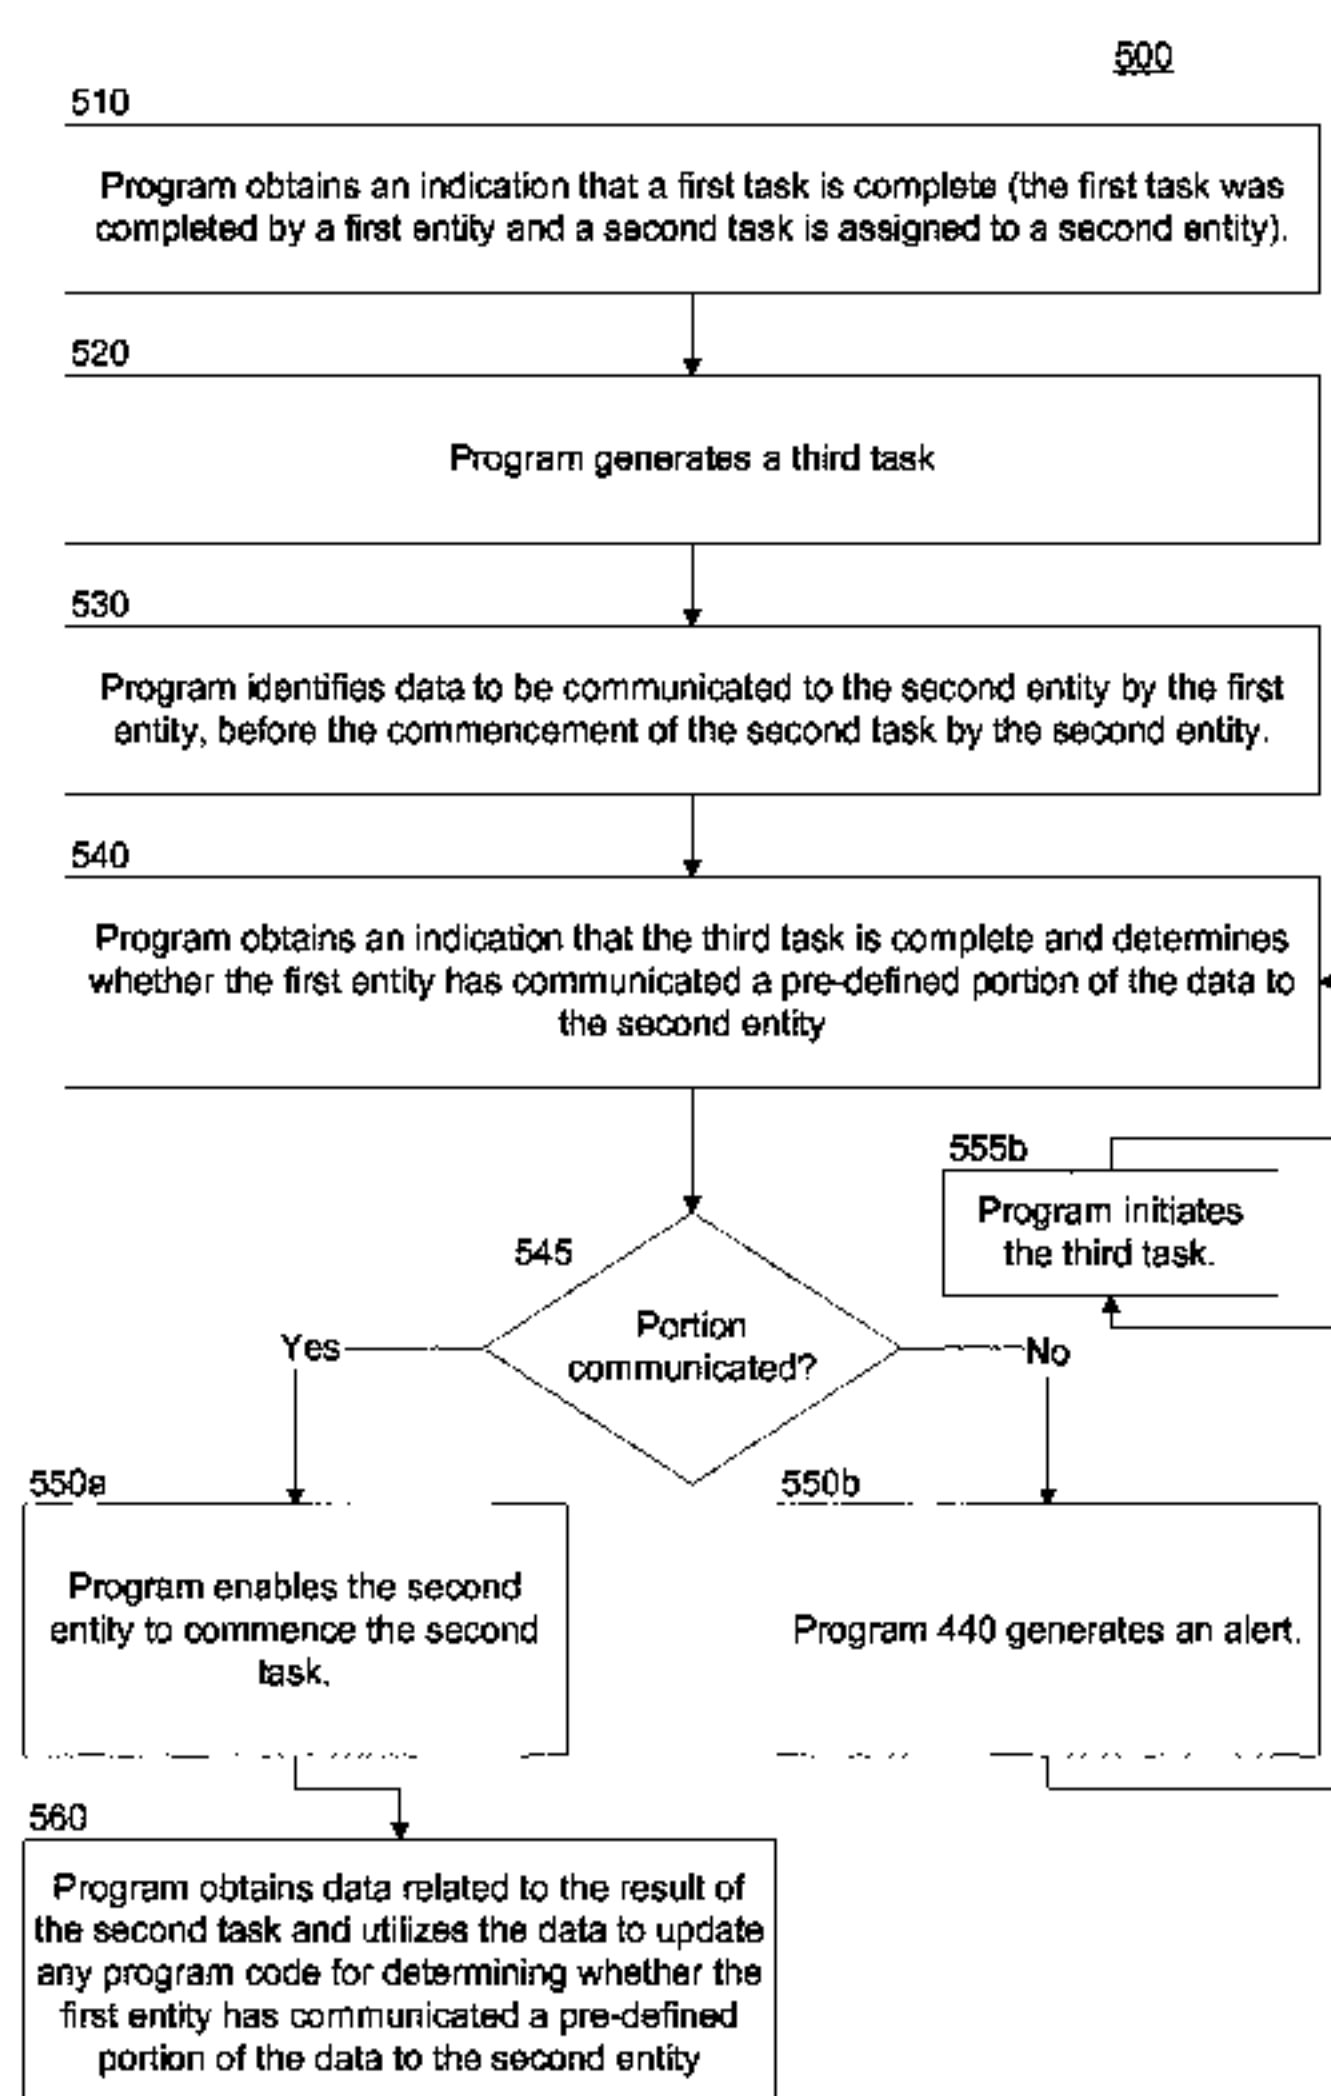 500
510
Program obtains an indication that a first task is complete (the first task was
completed by a first entity and a second task is assigned to a second entity).
520
Program generates a third task
530
Program identifies data to be communicated to the second entity by the first
entity, before the commencement of the second task by the second entity.
540
Program obtains an indication that the third task is complete and determines
whether the first entity has communicated a pre-defined portion of the data to
the second entity
555b
Program initiates
the third task.
545
Portion
communicated?
Yes
No
550a
Program enables the second
entity to commence the second
task.
550b
Program 440 generates an alert.
560
Program obtains data related to the result of
the second task and utilizes the data to update
any program code for determining whether the
first entity has communicated a pre-defined
portion of the data to the second entity